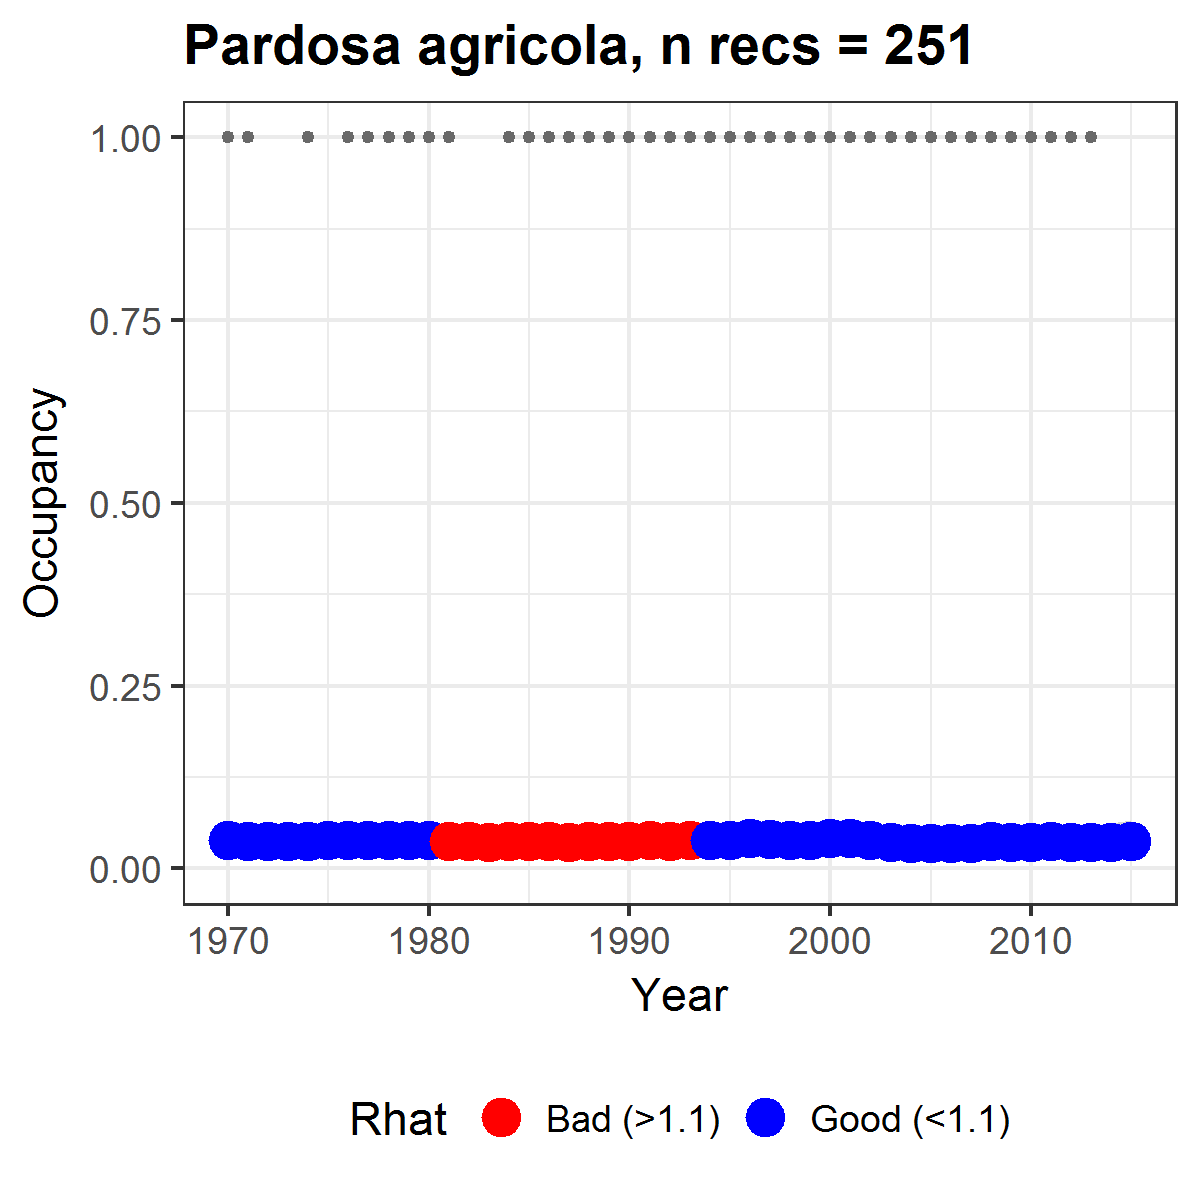 Pardosa agricola, n recs = 251
1.00
0.75
0.50
0.25
0.00
Occupancy
1970 1980 1990 2000 2010
Year
Rhat Bad (>1.1) Good (<1.1)